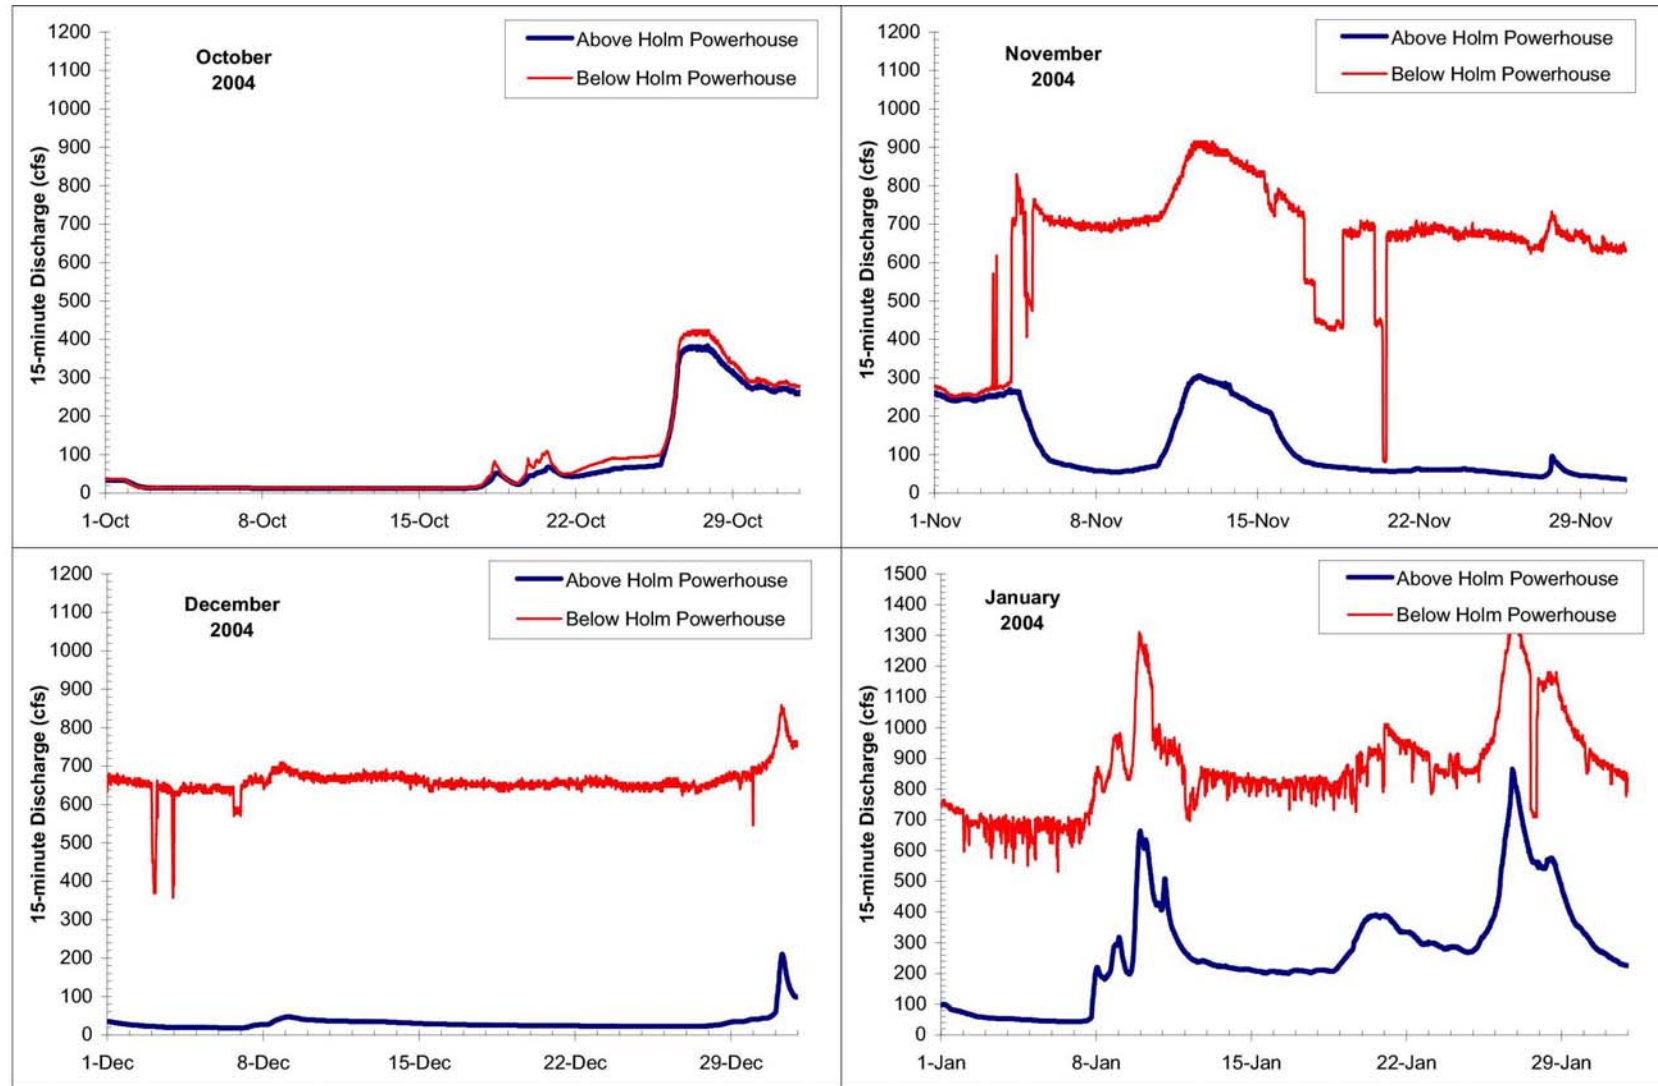 1200
1100
1000
900
800
700
600
500
400
300
200
100
0
15-minute Discharge (cfs)
October
2004
Above Holm Powerhouse
Below Holm Powerhouse
1-Oct
8-Oct
15-Oct
22-Oct
29-Oct
1200
1100
1000
900
800
700
600
500
400
300
200
100
0
15-minute Discharge (cfs)
November
2004
Above Holm Powerhouse
Below Holm Powerhouse
1-Nov
8-Nov
15-Nov
22-Nov
29-Nov
1200
1100
1000
900
800
700
600
500
400
300
200
100
0
15-minute Discharge (cfs)
December
2004
Above Holm Powerhouse
Below Holm Powerhouse
1-Dec
8-Dec
15-Dec
22-Dec
29-Dec
1500
1400
1300
1200
1100
1000
900
800
700
600
500
400
300
200
100
0
15-minute Discharge (cfs)
January
2004
Above Holm Powerhouse
Below Holm Powerhouse
1-Jan
8-Jan
15-Jan
22-Jan
29-Jan